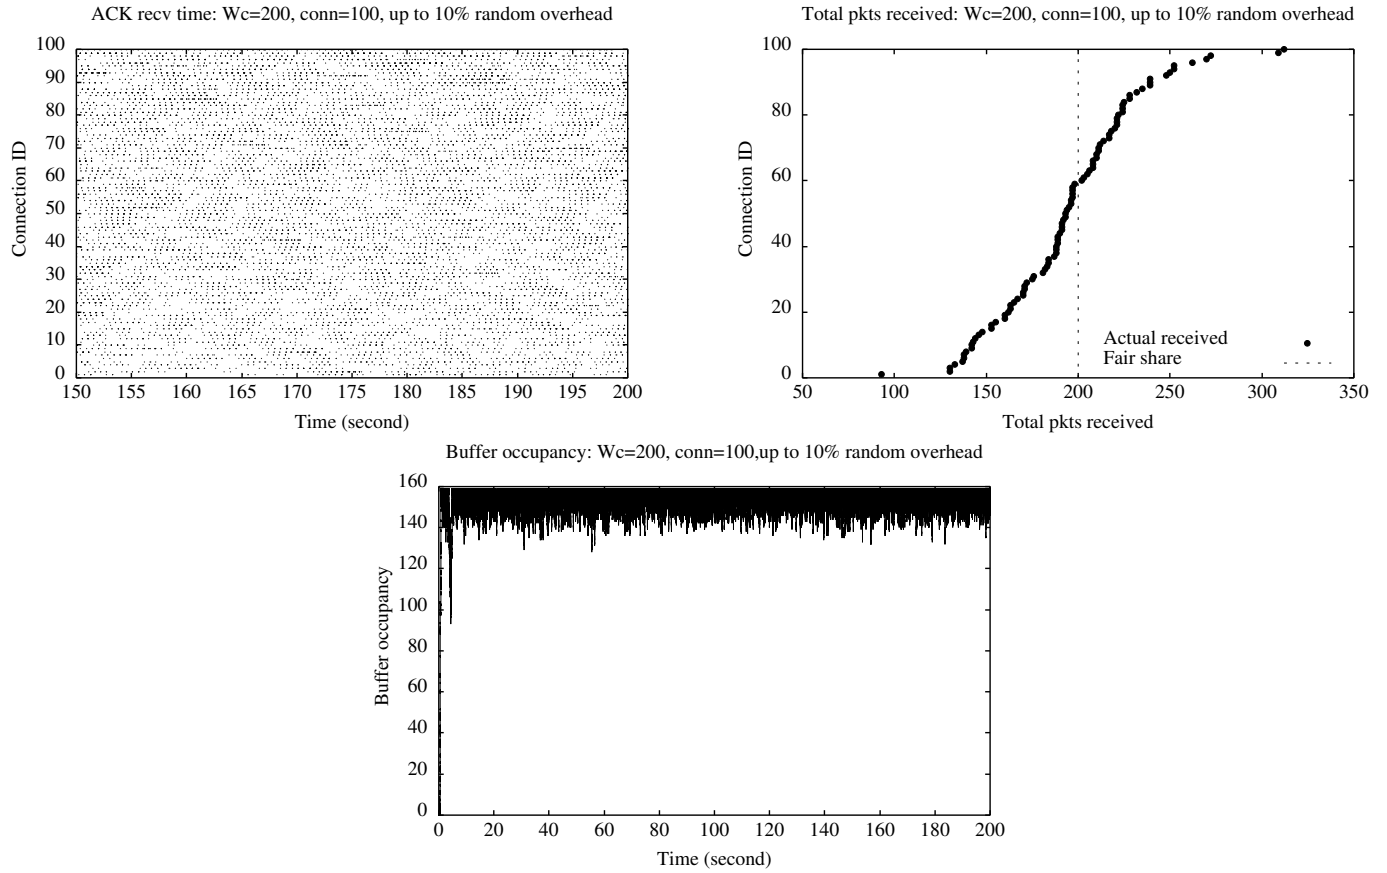 ACK recv time: Wc=200, conn=100, up to 10% random overhead
100
90
80
70
60
50
40
30
20
10
0
Connection ID
150 155 160 165 170 175 180 185 190 195 200
Time (second)
Total pkts received: Wc=200, conn=100, up to 10% random overhead
100
80
60
40
20
0
Connection ID
Actual received
Fair share
50 100 150 200 250 300 350
Total pkts received
Buffer occupancy: Wc=200, conn=100,up to 10% random overhead
160
140
120
100
80
60
40
20
0
Buffer occupancy
0 20 40 60 80 100 120 140 160 180 200
Time (second)